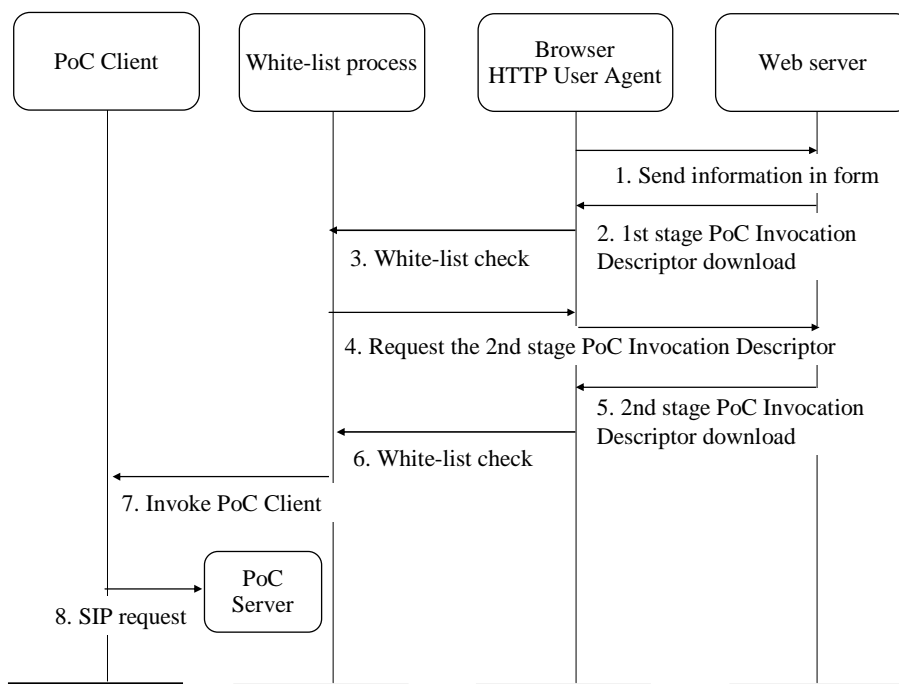 PoC Client
White-list process
Browser
HTTP User Agent
Web server
1. Send information in form
2. 1st stage PoC Invocation
Descriptor download
3. White-list check
4. Request the 2nd stage PoC Invocation Descriptor
5. 2nd stage PoC Invocation
Descriptor download
6. White-list check
7. Invoke PoC Client
PoC
Server
8. SIP request